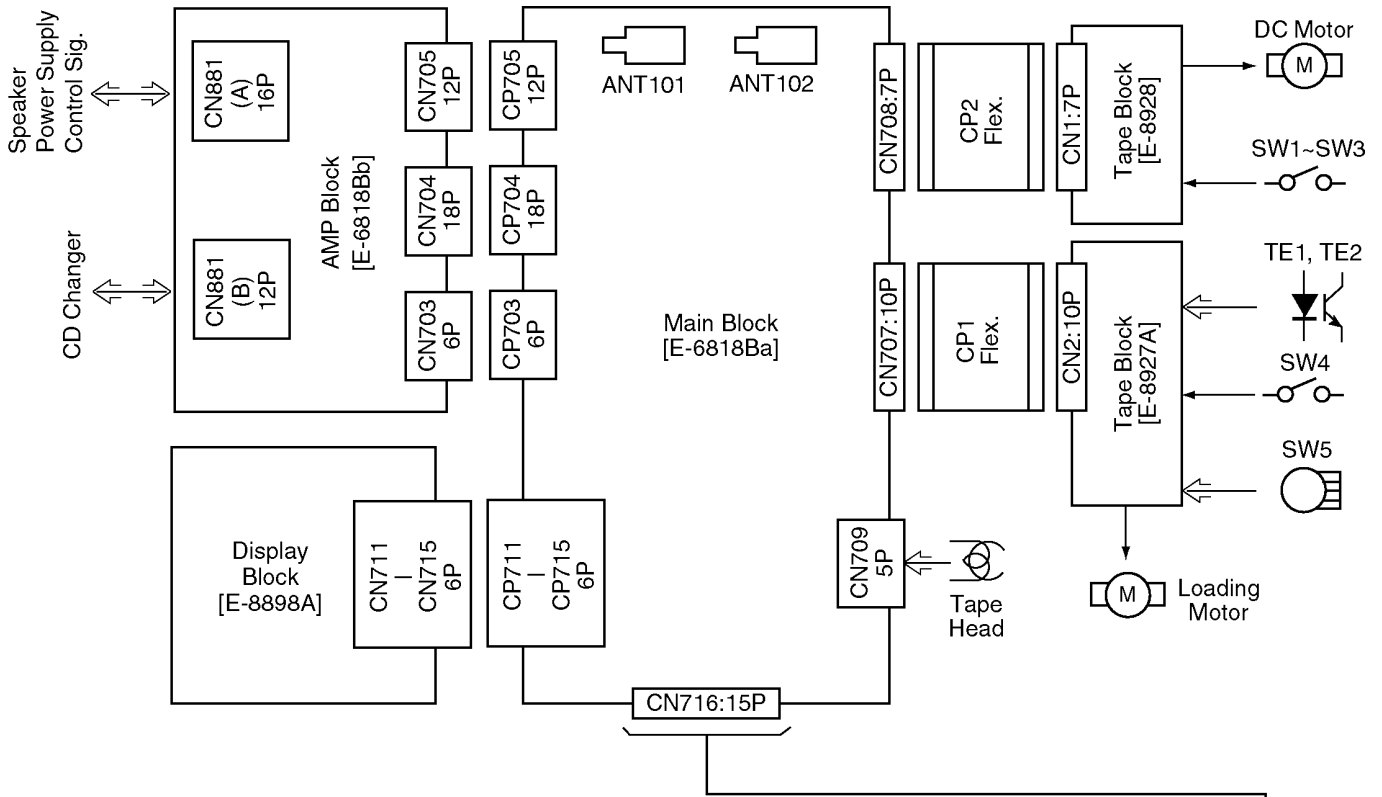 Speaker
Power Supply
Control Sig.
CD Changer
CN881
(A)
16P
CN881
(B)
12P
AMP Block
[E-6818Bb]
CN705
12P
CN704
18P
CN703
6P
CP705
12P
CP704
18P
CP703
6P
ANT101
ANT102
Main Block
[E-6818Ba]
CN708:7P
CP2
Flex.
CN1:7P
Tape Block
[E-8928]
DC Motor
M
SW1~SW3
CN707:10P
CP1
Flex.
CN2:10P
Tape Block
[E-8927A]
TE1, TE2
SW4
SW5
M
Loading
Motor
Display
Block
[E-8898A]
CN711
|
CN715
6P
CP711
|
CP715
6P
CN709
5P
Tape
Head
CN716:15P